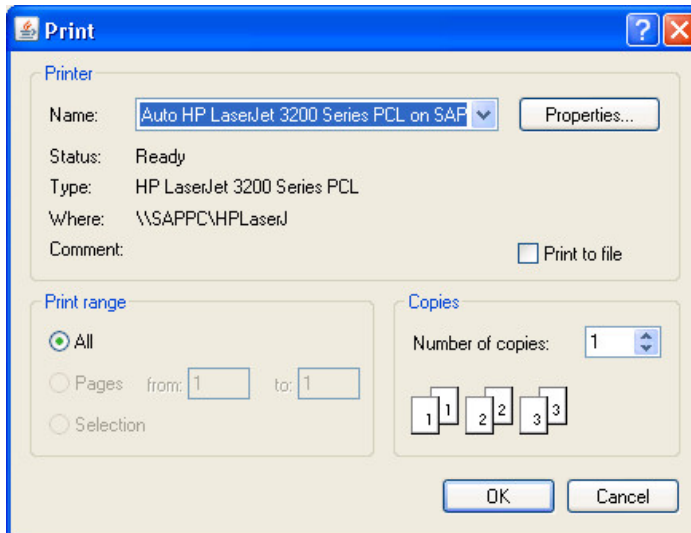 Print
Printer
Name: Auto HP LaserJet 3200 Series PCL on SAP Properties...
Status: Ready
Type: HP LaserJet 3200 Series PCL
Where: \\SAPPC\HPLaserJ
Comment: Print to file
Print range Copies
All Number of copies: 1
Pages from: 1 to: 1
1 1 2 2 3 3
Selection
OK Cancel